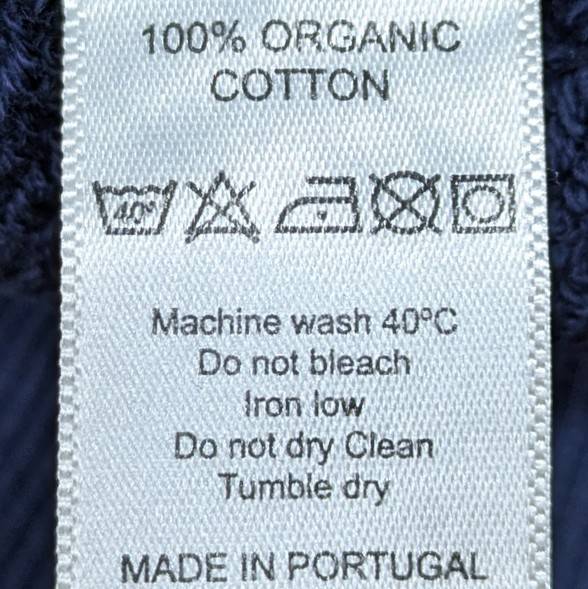 100% ORGANIC
COTTON
40°
Machine wash 40°C
Do not bleach
Iron low
Do not dry Clean
Tumble dry
MADE IN PORTUGAL